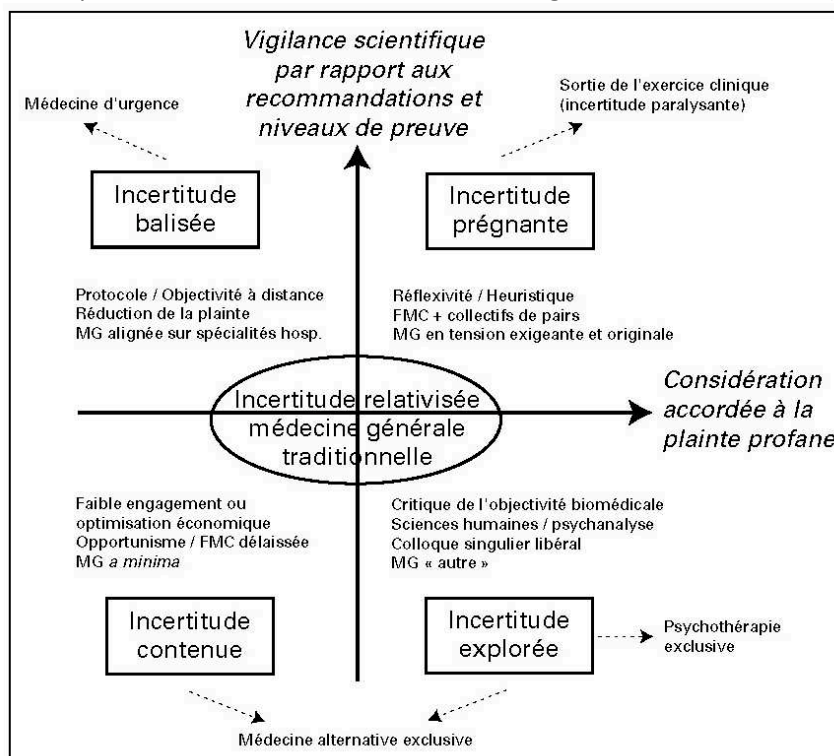 Vigilance scientifique
par rapport aux
recommandations et
niveaux de preuve
Médecine d'urgence
Sortie de l'exercice clinique
(incertitude paralysante)
Incertitude
balisée
Incertitude
prégnante
Protocole / Objectivité à distance
Réduction de la plainte
MG alignée sur spécialités hosp.
Réflexivité / Heuristique
FMC + collectifs de pairs
MG en tension exigeante et originale
Incertitude relativisée
médecine générale
traditionnelle
Considération
accordée à la
plainte profane
Faible engagement ou
optimisation économique
Opportunisme / FMC délaissée
MG a minima
Critique de l'objectivité biomédicale
Sciences humaines / psychanalyse
Colloque singulier libéral
MG « autre »
Incertitude
contenue
Incertitude
explorée
Psychothérapie
exclusive
Médecine alternative exclusive